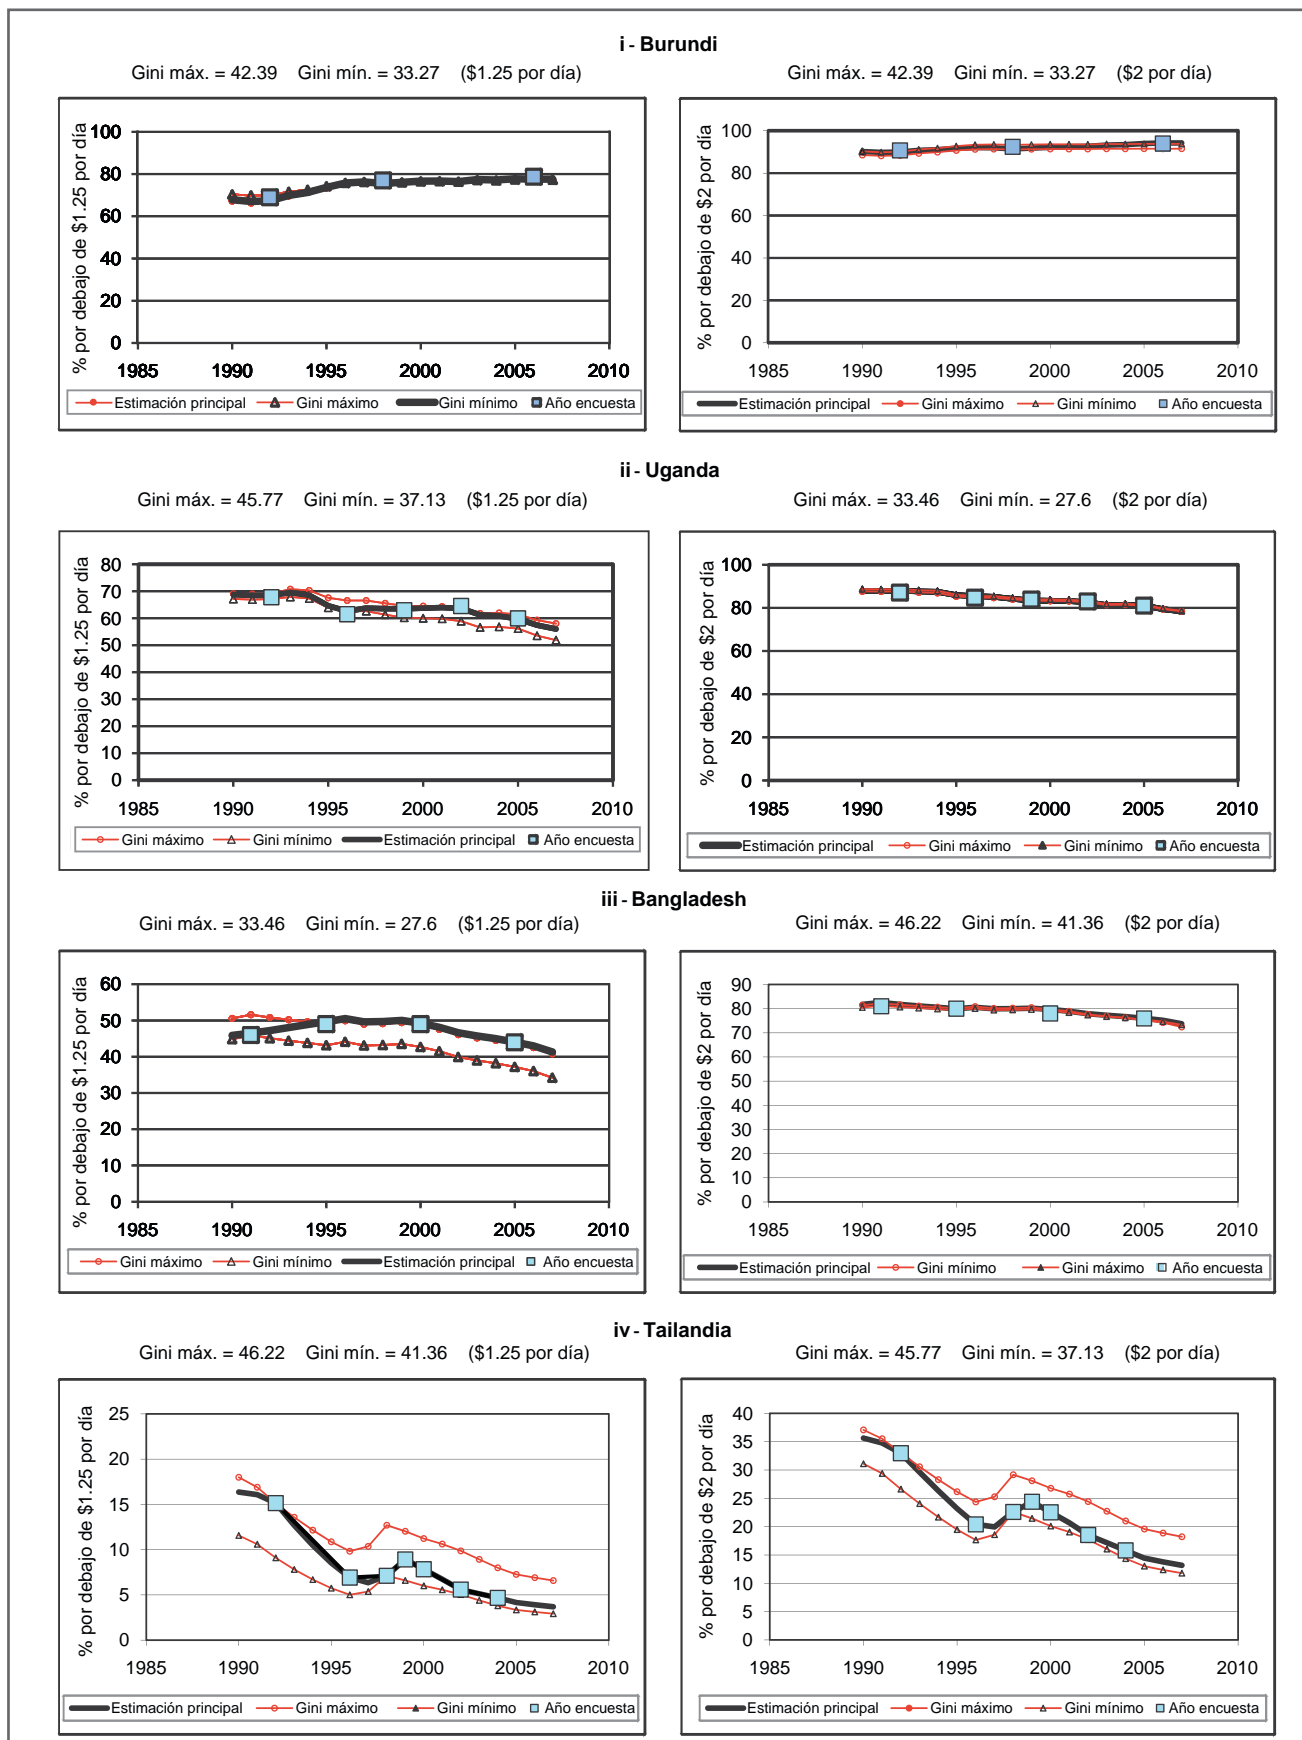 i - Burundi
Gini máx. = 42.39 Gini mín. = 33.27 ($1.25 por día)
% por debajo de $1.25 por día
100
80
60
40
20
0
1985 1990 1995 2000 2005 2010
Estimación principal Gini máximo Gini mínimo Año encuesta
Gini máx. = 42.39 Gini mín. = 33.27 ($2 por día)
% por debajo de $2 por día
100
80
60
40
20
0
1985 1990 1995 2000 2005 2010
Estimación principal Gini máximo Gini mínimo Año encuesta
ii - Uganda
Gini máx. = 45.77 Gini mín. = 37.13 ($1.25 por día)
% por debajo de $1.25 por día
80
70
60
50
40
30
20
10
0
1985 1990 1995 2000 2005 2010
Gini máximo Gini mínimo Estimación principal Año encuesta
Gini máx. = 33.46 Gini mín. = 27.6 ($2 por día)
% por debajo de $2 por día
100
80
60
40
20
0
1985 1990 1995 2000 2005 2010
Estimación principal Gini máximo Gini mínimo Año encuesta
iii - Bangladesh
Gini máx. = 33.46 Gini mín. = 27.6 ($1.25 por día)
% por debajo de $1.25 por día
60
50
40
30
20
10
0
1985 1990 1995 2000 2005 2010
Gini máximo Gini mínimo Estimación principal Año encuesta
Gini máx. = 46.22 Gini mín. = 41.36 ($2 por día)
% por debajo de $2 por día
90
80
70
60
50
40
30
20
10
0
1985 1990 1995 2000 2005 2010
Estimación principal Gini mínimo Gini máximo Año encuesta
iv - Tailandia
Gini máx. = 46.22 Gini mín. = 41.36 ($1.25 por día)
% por debajo de $1.25 por día
25
20
15
10
5
0
1985 1990 1995 2000 2005 2010
Estimación principal Gini máximo Gini mínimo Año encuesta
Gini máx. = 45.77 Gini mín. = 37.13 ($2 por día)
% por debajo de $2 por día
40
35
30
25
20
15
10
5
0
1985 1990 1995 2000 2005 2010
Estimación principal Gini máximo Gini mínimo Año encuesta